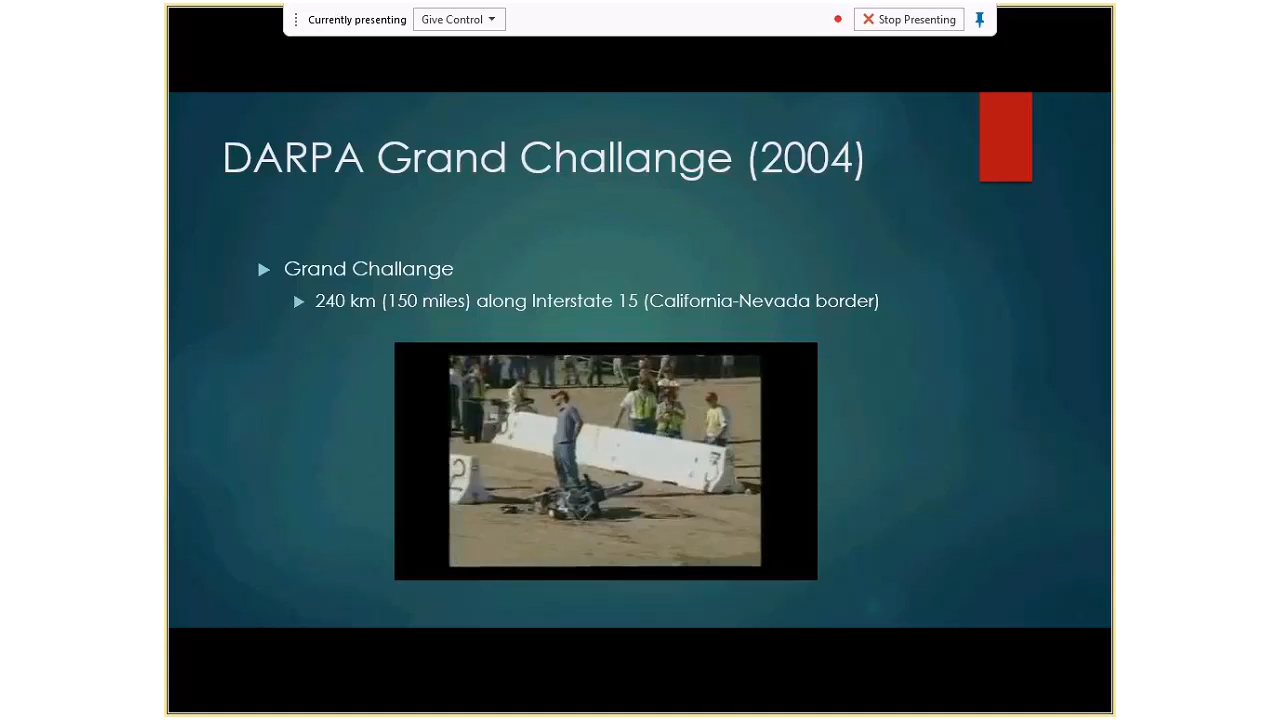 Currently presenting Give Control Stop Presenting
DARPA Grand Challange (2004)
Grand Challange
240 km (150 miles) along Interstate 15 (California-Nevada border)